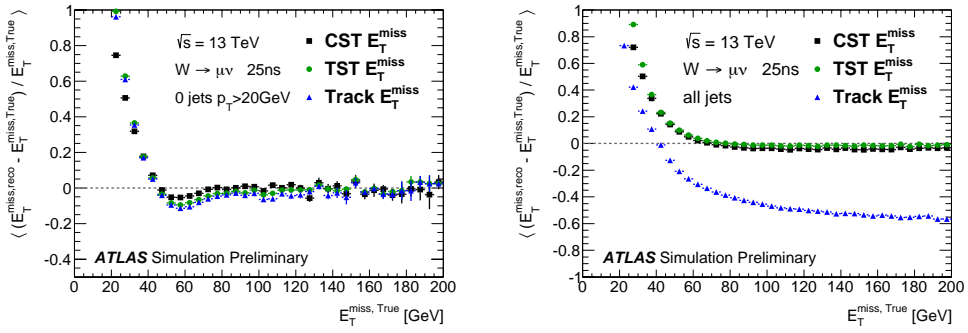 ⟨ (E_T^miss,reco - E_T^miss,True) / E_T^miss,True ⟩
1
0.8
0.6
0.4
0.2
0
-0.2
-0.4
√s = 13 TeV
W → μν 25ns
0 jets p_T>20GeV
CST E_T^miss
TST E_T^miss
Track E_T^miss
ATLAS Simulation Preliminary
0 20 40 60 80 100 120 140 160 180 200
E_T^miss, True [GeV]
⟨ (E_T^miss,reco - E_T^miss,True) / E_T^miss,True ⟩
1
0.8
0.6
0.4
0.2
0
-0.2
-0.4
-0.6
-0.8
-1
√s = 13 TeV
W → μν 25ns
all jets
CST E_T^miss
TST E_T^miss
Track E_T^miss
ATLAS Simulation Preliminary
0 20 40 60 80 100 120 140 160 180 200
E_T^miss, True [GeV]